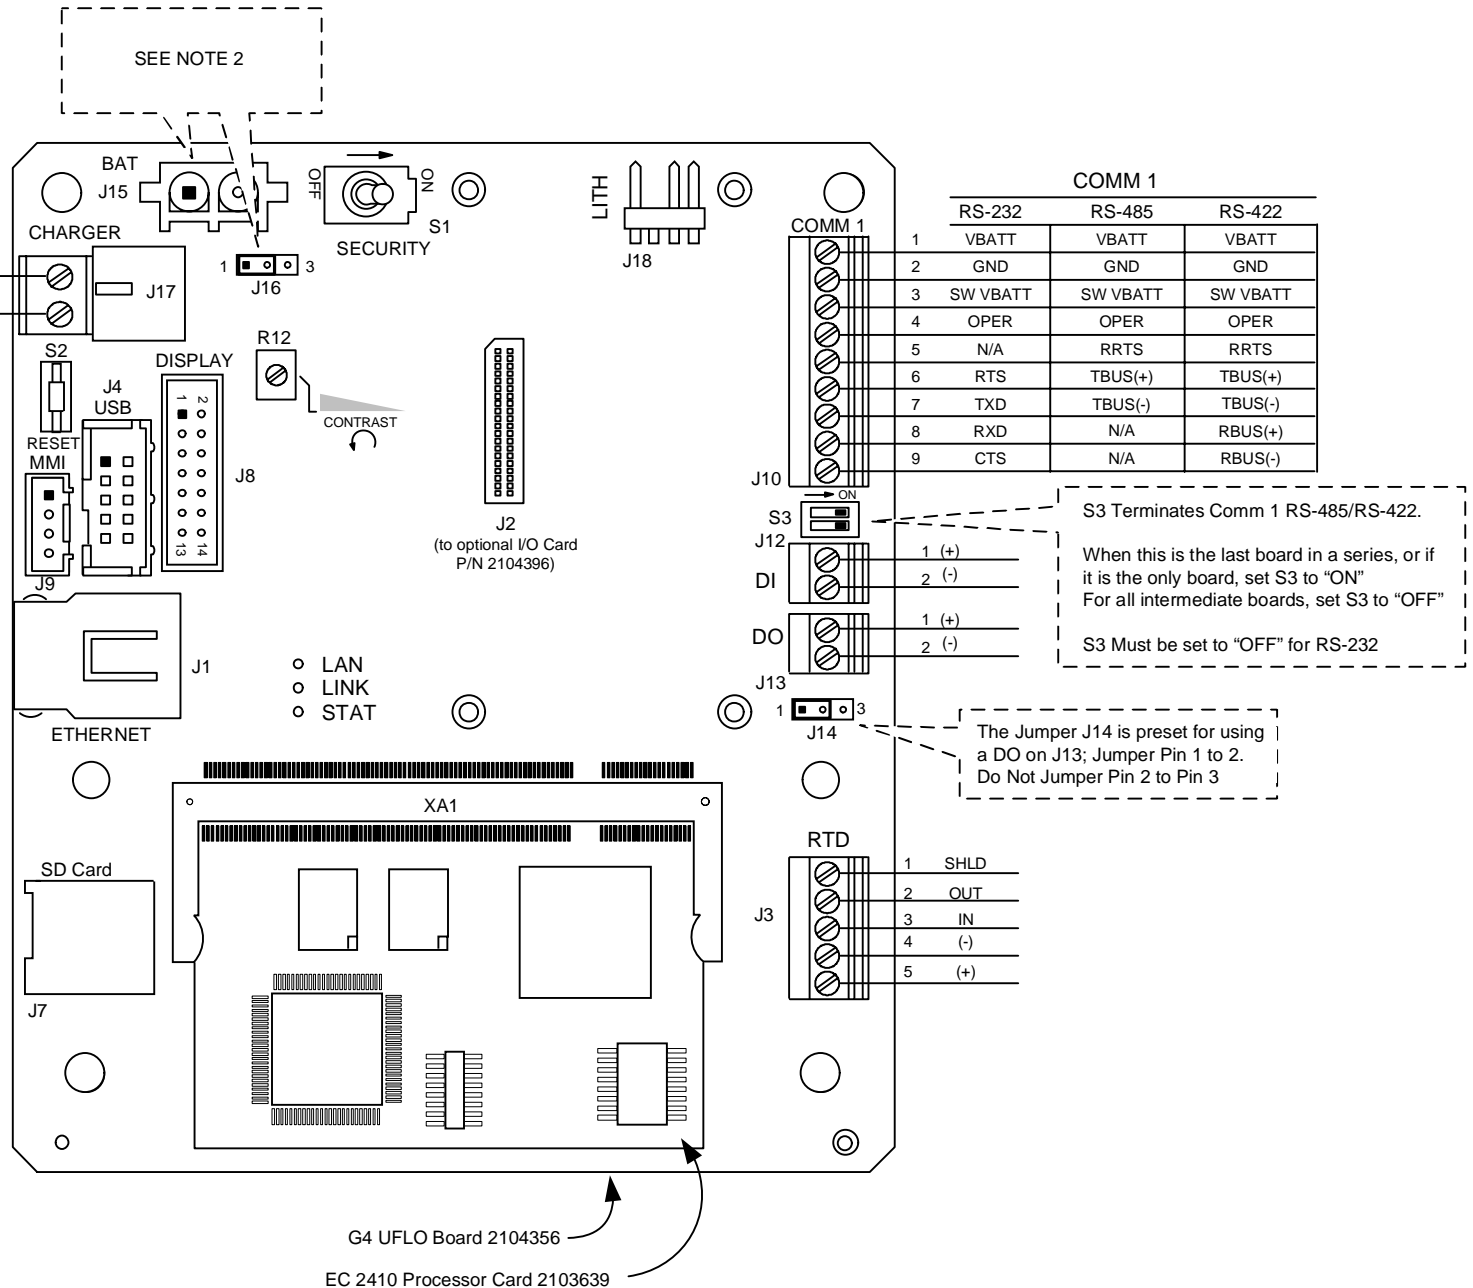 SEE NOTE 2
BAT
J15
OFF
ON
S1
SECURITY
CHARGER
J17
1
3
J16
LITH
J18
COMM 1
J10
COMM 1
RS-232 RS-485 RS-422
1 VBATT VBATT VBATT
2 GND GND GND
3 SW VBATT SW VBATT SW VBATT
4 OPER OPER OPER
5 N/A RRTS RRTS
6 RTS TBUS(+) TBUS(+)
7 TXD TBUS(-) TBUS(-)
8 RXD N/A RBUS(+)
9 CTS N/A RBUS(-)
S2
RESET
R12
CONTRAST
DISPLAY
1 2
13 14
J8
J4
USB
MMI
J9
J2
(to optional I/O Card
P/N 2104396)
ON
S3
S3 Terminates Comm 1 RS-485/RS-422.
When this is the last board in a series, or if
it is the only board, set S3 to “ON”
For all intermediate boards, set S3 to “OFF”
S3 Must be set to “OFF” for RS-232
J12
DI
1 (+)
2 (-)
DO
1 (+)
2 (-)
J13
J1
ETHERNET
LAN
LINK
STAT
1
3
J14
The Jumper J14 is preset for using
a DO on J13; Jumper Pin 1 to 2.
Do Not Jumper Pin 2 to Pin 3
XA1
SD Card
J7
RTD
J3
1 SHLD
2 OUT
3 IN
4 (-)
5 (+)
G4 UFLO Board 2104356
EC 2410 Processor Card 2103639